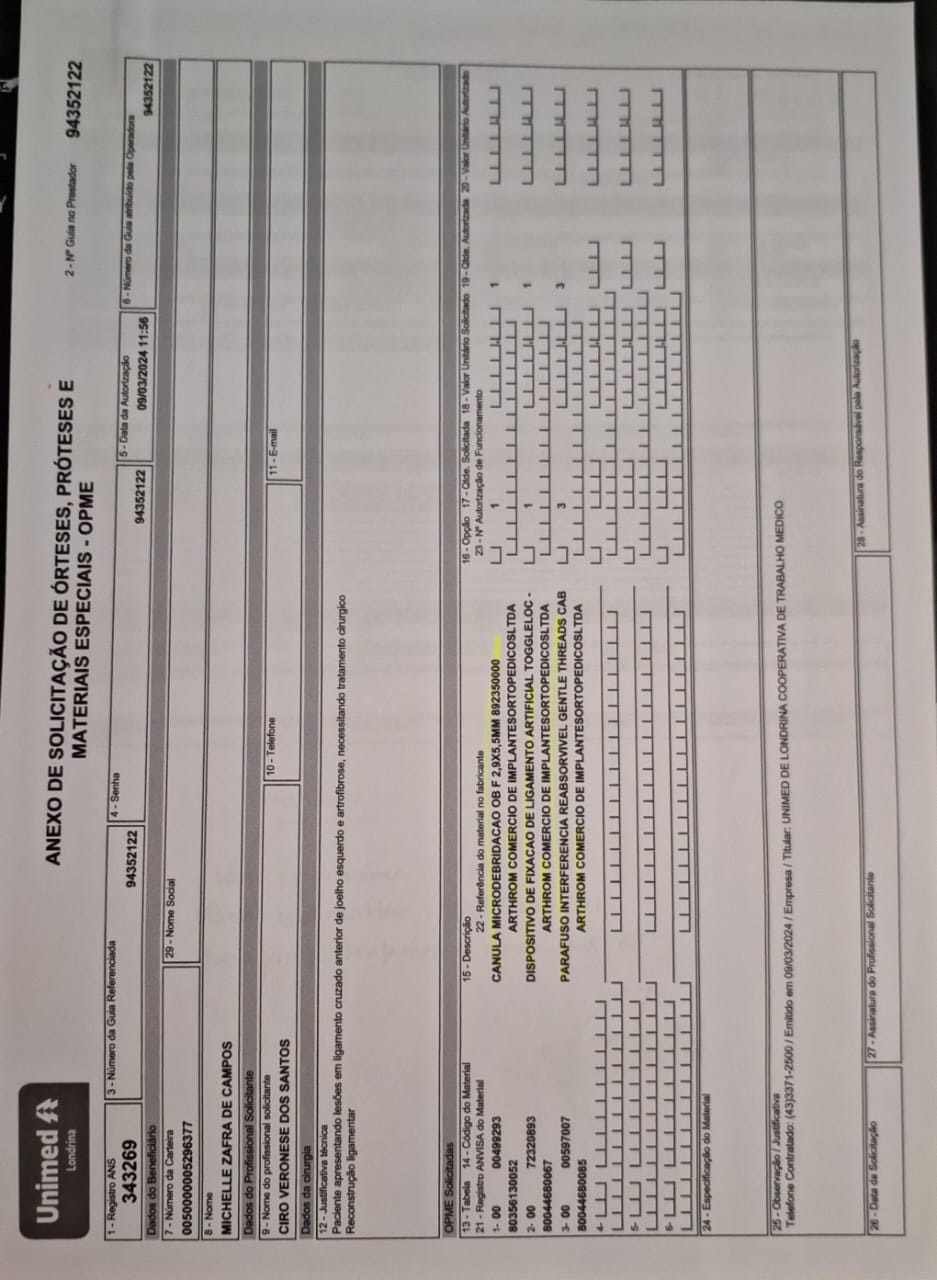 Unimed
Londrina
ANEXO DE SOLICITAÇÃO DE ÓRTESES, PRÓTESES E
MATERIAIS ESPECIAIS - OPME
2 - Nº Guia no Prestador 94352122
1 - Registro ANS
343269
3 - Número da Guia Referenciada
94352122
4 - Senha
94352122
5 - Data da Autorização
09/03/2024 11:56
6 - Número da Guia atribuído pela Operadora
94352122
Dados do Beneficiário
7 - Número da Carteira
00500000005296377
29 - Nome Social
8 - Nome
MICHELLE ZAFRA DE CAMPOS
Dados do Profissional Solicitante
9 - Nome do profissional solicitante
CIRO VERONESE DOS SANTOS
10 - Telefone
11 - E-mail
Dados da cirurgia
12 - Justificativa técnica
Paciente apresentando lesões em ligamento cruzado anterior de joelho esquerdo e artrofibrose, necessitando tratamento cirurgico
Reconstrução ligamentar
OPME Solicitadas
13 - Tabela 14 - Código do Material 15 - Descrição 16 - Opção 17 - Qtde. Solicitada 18 - Valor Unitário Solicitado 19 - Qtde. Autorizada 20 - Valor Unitário Autorizado
21 - Registro ANVISA do Material 22 - Referência do material no fabricante 23 - Nº Autorização de Funcionamento
1- 00 00499293 CANULA MICRODEBRIDACAO OB F 2,9X5,5MM 892350000 1 1
80356130052 ARTHROM COMERCIO DE IMPLANTESORTOPEDICOSLTDA
2- 00 72320893 DISPOSITIVO DE FIXACAO DE LIGAMENTO ARTIFICIAL TOGGLELOC - 1 1
80044680067 ARTHROM COMERCIO DE IMPLANTESORTOPEDICOSLTDA
3- 00 00597007 PARAFUSO INTERFERENCIA REABSORVIVEL GENTLE THREADS CAB 3 3
80044680085 ARTHROM COMERCIO DE IMPLANTESORTOPEDICOSLTDA
4-
5-
6-
24 - Especificação do Material
25 - Observação / Justificativa
Telefone Contratado: (43)3371-2500 / Emitido em 09/03/2024 / Empresa / Titular: UNIMED DE LONDRINA COOPERATIVA DE TRABALHO MEDICO
26 - Data da Solicitação
27 - Assinatura do Profissional Solicitante
28 - Assinatura do Responsável pela Autorização